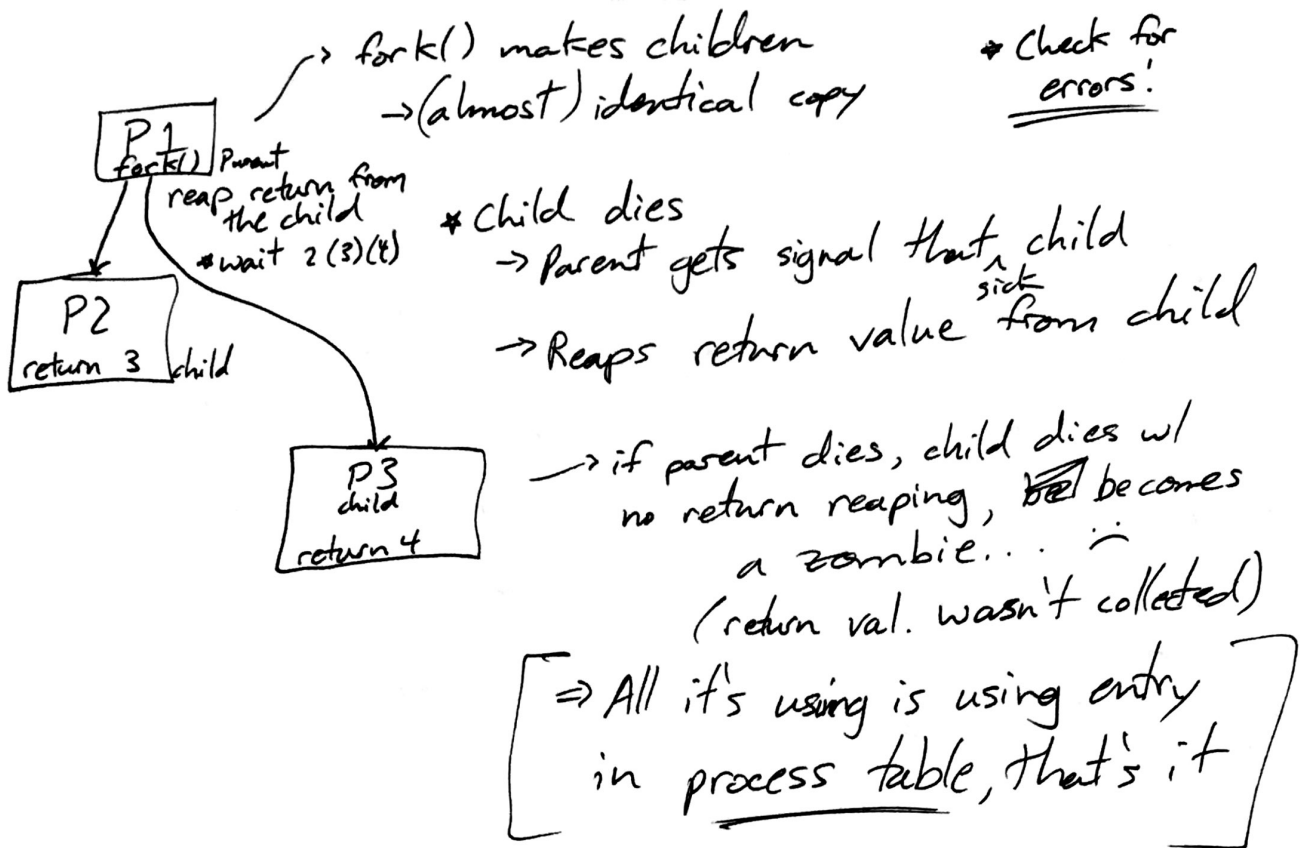 → fork() makes children
→ (almost) identical copy
* Check for
errors!
P1
fork()
Parent
reap return from
the child
* wait 2 (3)(4)
P2
return 3
child
P3
child
return 4
* Child dies
→ Parent gets signal that ^ child
sick
→ Reaps return value from child
→ if parent dies, child dies w/
no return reaping, becomes
a zombie... ⌢̈
(return val. wasn't collected)
⇒ All it's using is using entry
in process table, that's it